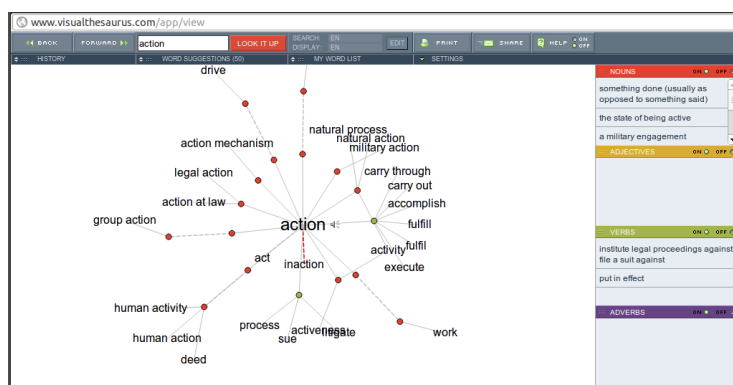 www.visualthesaurus.com/app/view
BACK
FORWARD
action
LOOK IT UP
SEARCH: EN
DISPLAY: EN
EDIT
PRINT
SHARE
HELP
ON
OFF
HISTORY
WORD SUGGESTIONS (50)
MY WORD LIST
SETTINGS
drive
natural process
natural action
military action
action mechanism
legal action
carry through
carry out
action at law
accomplish
group action
action
fulfill
fulfil
activity
act
inaction
execute
human activity
process
activeness
litigate
sue
human action
work
deed
NOUNS ON OFF
something done (usually as
opposed to something said)
the state of being active
a military engagement
ADJECTIVES ON OFF
VERBS ON OFF
institute legal proceedings against
file a suit against
put in effect
ADVERBS ON OFF